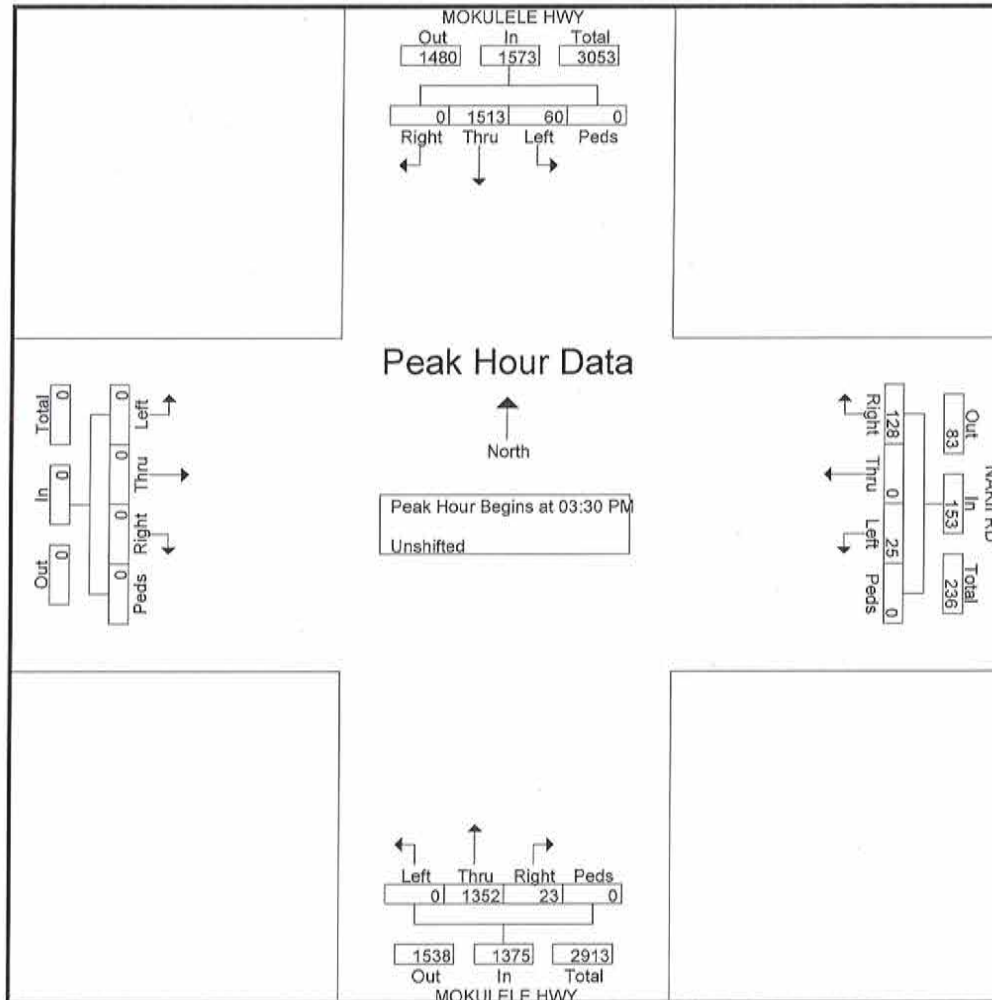 MOKULELE HWY
Out In Total
1480 1573 3053
0 1513 60 0
Right Thru Left Peds
Peak Hour Data
North
Peak Hour Begins at 03:30 PM
Unshifted
Total In Out
0 0 0
0 0 0 0
Left Thru Right Peds
Right Thru Left Peds
128 0 25 0
Out In Total
83 153 236
Left Thru Right Peds
0 1352 23 0
1538 1375 2913
Out In Total
MOKULELE HWY